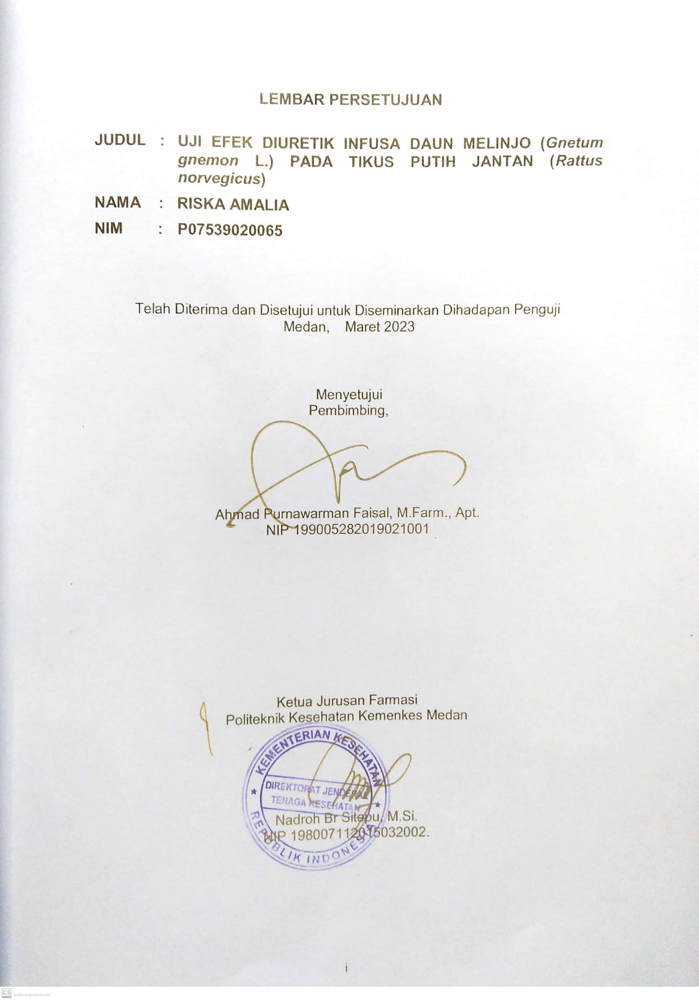 LEMBAR PERSETUJUAN
JUDUL : UJI EFEK DIURETIK INFUSA DAUN MELINJO (Gnetum
gnemon L.) PADA TIKUS PUTIH JANTAN (Rattus
norvegicus)
NAMA : RISKA AMALIA
NIM : P07539020065
Telah Diterima dan Disetujui untuk Diseminarkan Dihadapan Penguji
Medan, Maret 2023
Menyetujui
Pembimbing,
Ahmad Purnawarman Faisal, M.Farm., Apt.
NIP 199005282019021001
Ketua Jurusan Farmasi
Politeknik Kesehatan Kemenkes Medan
KEMENTERIAN KESEHATAN
DIREKTORAT JENDERAL
TENAGA KESEHATAN
REPUBLIK INDONESIA
Nadroh Br Sitepu, M.Si.
NIP 198007112015032002.
i
CS Dipindai dengan CamScanner